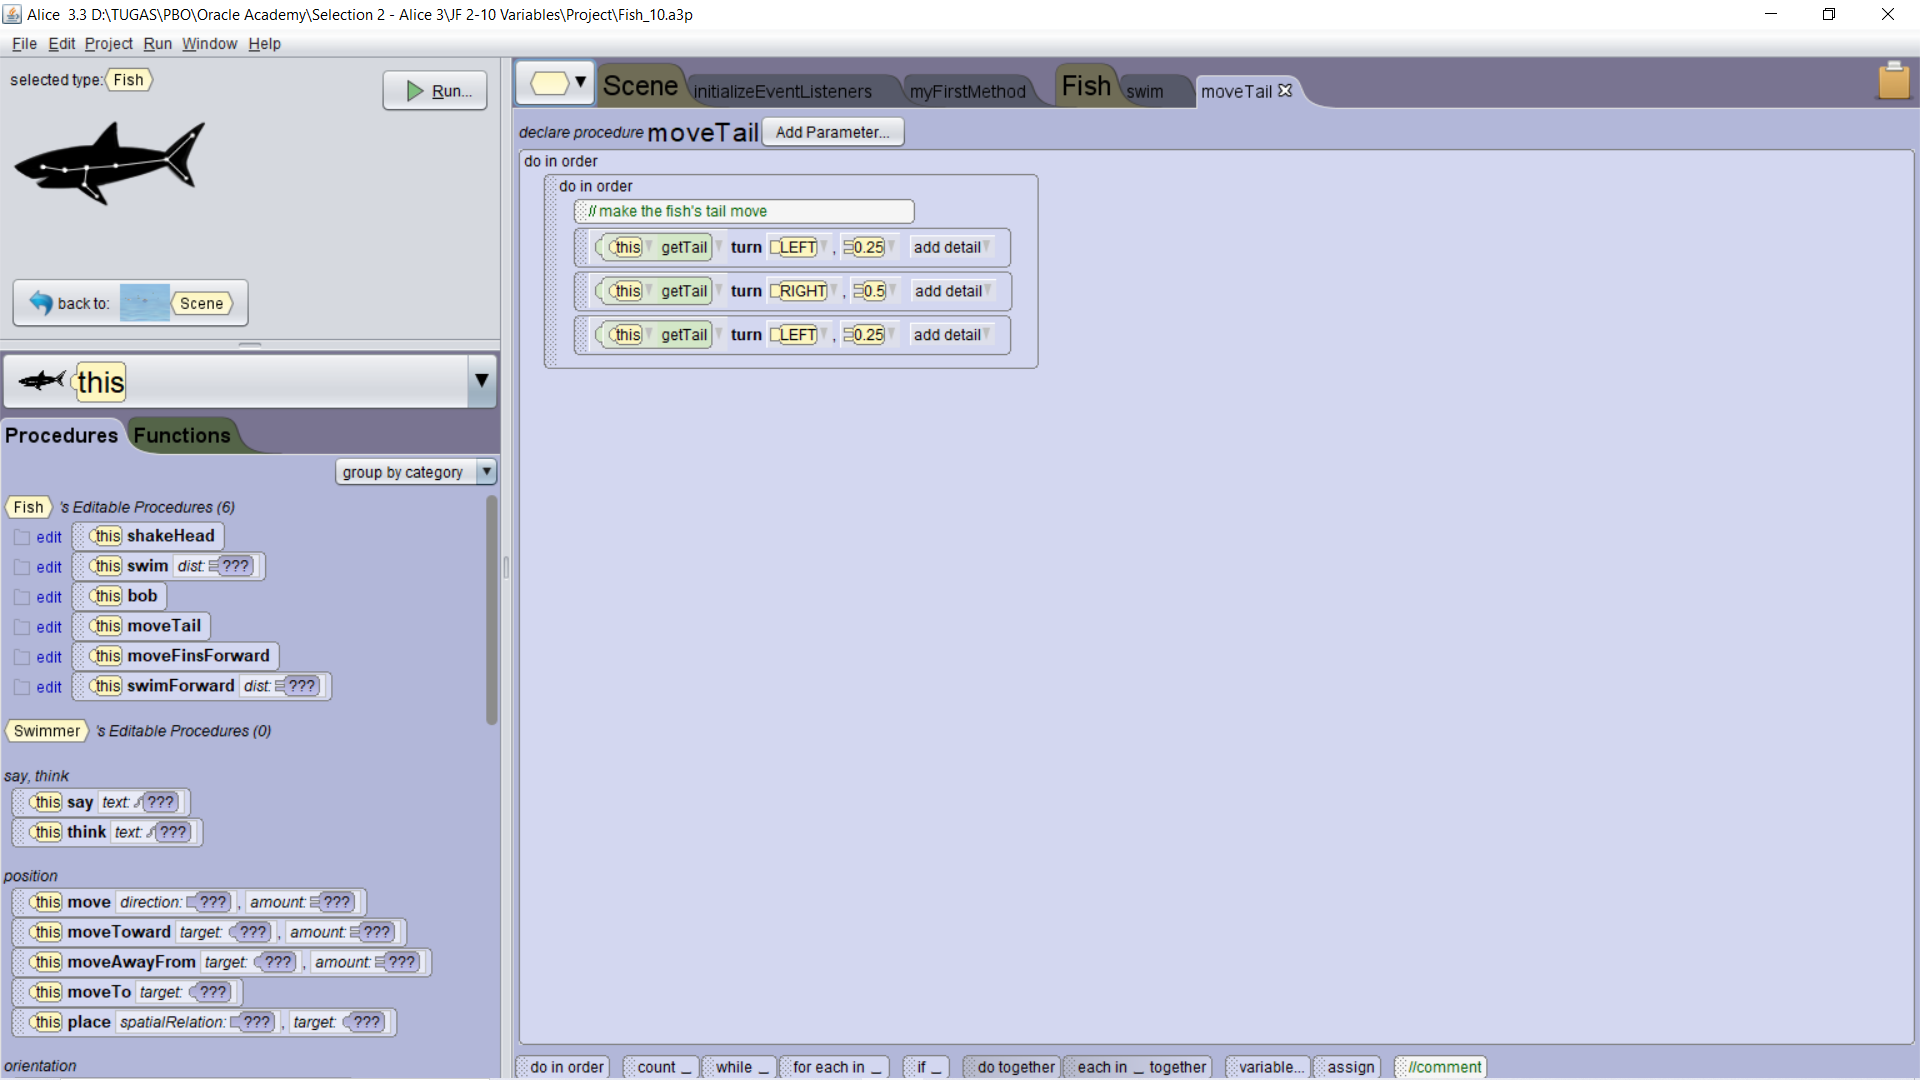 Alice 3.3 D:\TUGAS\PBO\Oracle Academy\Selection 2 - Alice 3\JF 2-10 Variables\Project\Fish_10.a3p
File Edit Project Run Window Help
selected type: Fish
Run...
back to: Scene
this
Procedures Functions
group by category
Fish 's Editable Procedures (6)
edit this shakeHead
edit this swim dist: ???
edit this bob
edit this moveTail
edit this moveFinsForward
edit this swimForward dist: ???
Swimmer 's Editable Procedures (0)
say, think
this say text: ???
this think text: ???
position
this move direction: ??? , amount: ???
this moveToward target: ??? , amount: ???
this moveAwayFrom target: ??? , amount: ???
this moveTo target: ???
this place spatialRelation: ??? , target: ???
orientation
Scene initializeEventListeners myFirstMethod Fish swim moveTail
declare procedure moveTail Add Parameter...
do in order
do in order
// make the fish's tail move
this getTail turn LEFT , 0.25 add detail
this getTail turn RIGHT , 0.5 add detail
this getTail turn LEFT , 0.25 add detail
do in order count _ while _ for each in _ if _ do together each in _ together variable... assign //comment